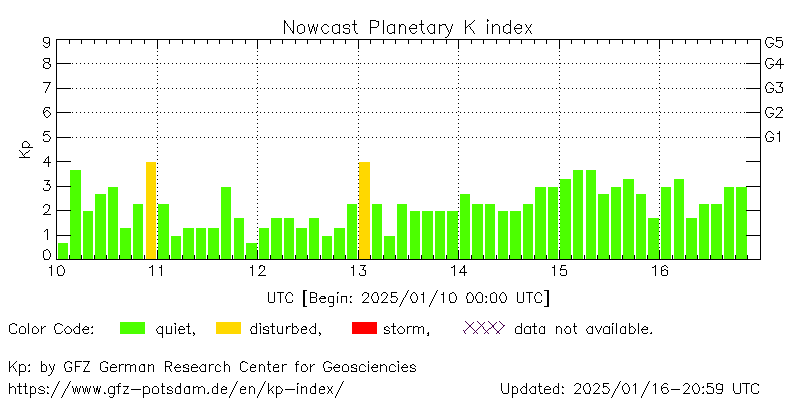 Nowcast Planetary K index
9 G5
8 G4
7 G3
6 G2
5 G1
4
3
2
1
0
Kp
10 11 12 13 14 15 16
UTC [Begin: 2025/01/10 00:00 UTC]
Color Code: quiet, disturbed, storm, data not available.
Kp: by GFZ German Research Center for Geosciencies
https://www.gfz-potsdam.de/en/kp-index/ Updated: 2025/01/16-20:59 UTC